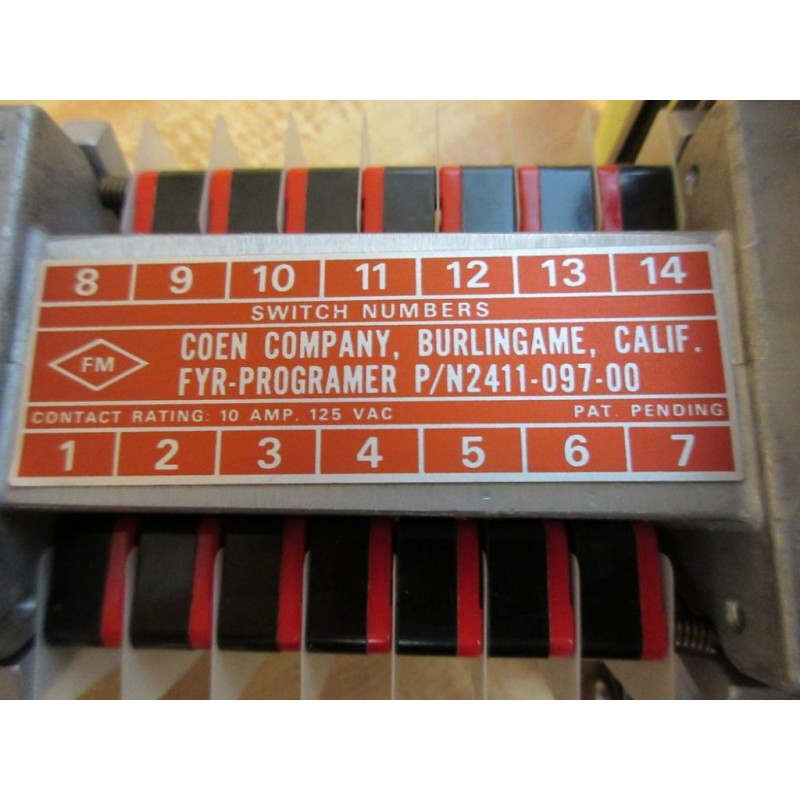 8 9 10 11 12 13 14
SWITCH NUMBERS
FM
COEN COMPANY, BURLINGAME, CALIF.
FYR-PROGRAMER P/N2411-097-00
CONTACT RATING: 10 AMP. 125 VAC PAT. PENDING
1 2 3 4 5 6 7